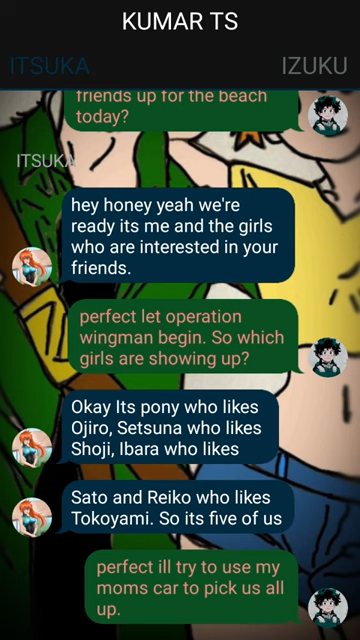 KUMAR TS
ITSUKA
IZUKU
friends up for the beach
today?
ITSUKA
hey honey yeah we're
ready its me and the girls
who are interested in your
friends.
perfect let operation
wingman begin. So which
girls are showing up?
Okay Its pony who likes
Ojiro, Setsuna who likes
Shoji, Ibara who likes
Sato and Reiko who likes
Tokoyami. So its five of us
perfect ill try to use my
moms car to pick us all
up.